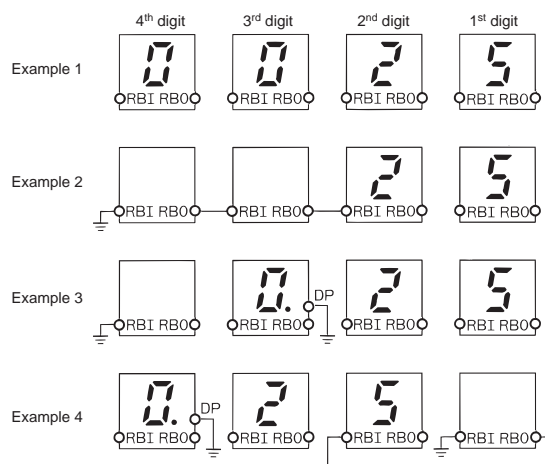 4th digit 3rd digit 2nd digit 1st digit
Example 1 0 0 2 5
RBI RBO RBI RBO RBI RBO RBI RBO
Example 2 2 5
RBI RBO RBI RBO RBI RBO RBI RBO
Example 3 0. DP 2 5
RBI RBO RBI RBO RBI RBO RBI RBO
Example 4 0. DP 2 5
RBI RBO RBI RBO RBI RBO RBI RBO